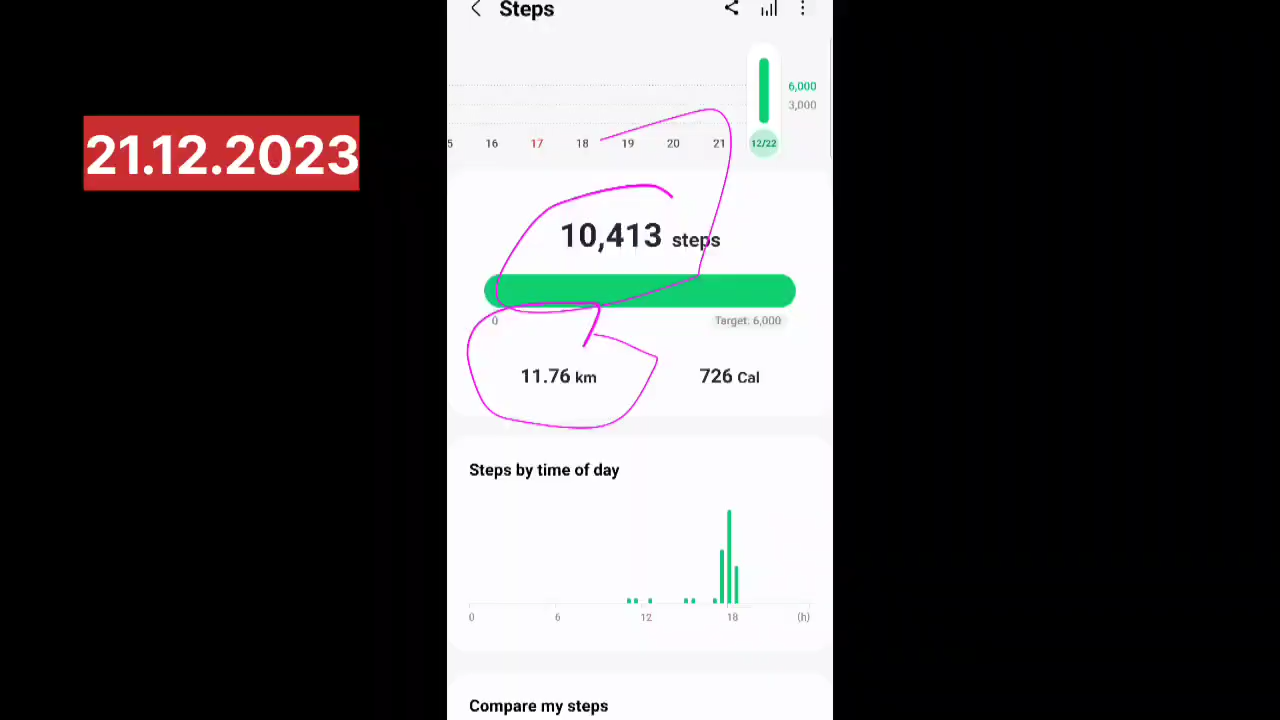 Steps
6,000
3,000
5 16 17 18 19 20 21 12/22
21.12.2023
10,413 steps
0 Target: 6,000
11.76 km 726 Cal
Steps by time of day
0 6 12 18 (h)
Compare my steps